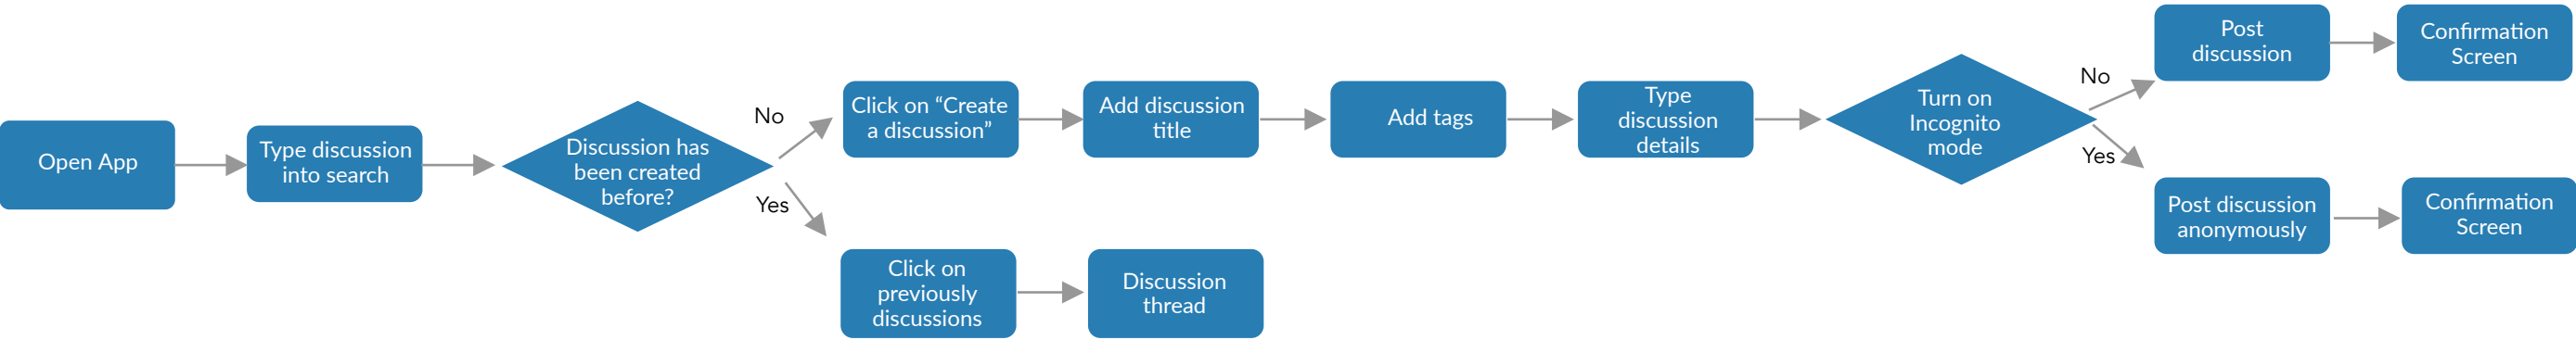 Open App
Type discussion
into search
Discussion has
been created
before?
No
Yes
Click on “Create
a discussion”
Add discussion
title
Add tags
Type
discussion
details
Turn on
Incognito
mode
No
Yes
Post
discussion
Confirmation
Screen
Post discussion
anonymously
Confirmation
Screen
Click on
previously
discussions
Discussion
thread